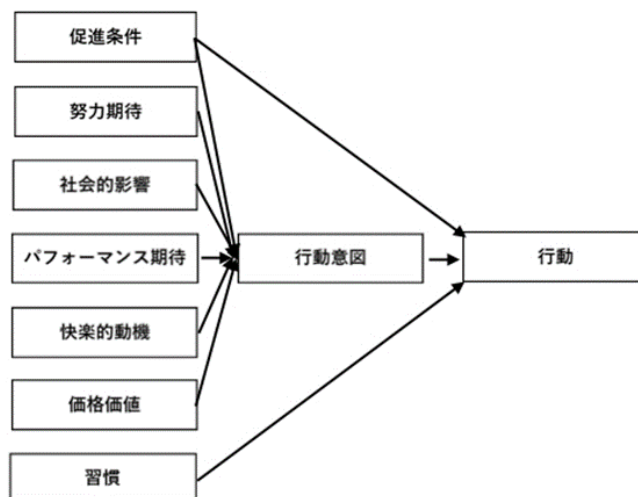 促進条件
努力期待
社会的影響
パフォーマンス期待
行動意図
行動
快楽的動機
価格価値
習慣